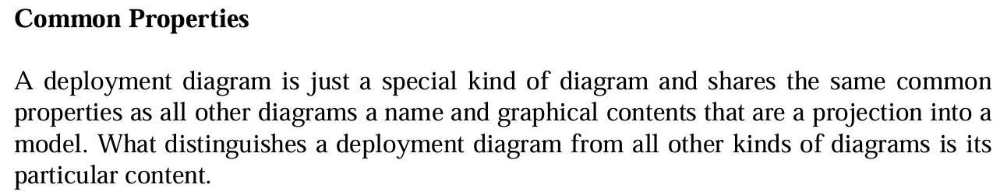 Common Properties
A deployment diagram is just a special kind of diagram and shares the same common
properties as all other diagrams a name and graphical contents that are a projection into a
model. What distinguishes a deployment diagram from all other kinds of diagrams is its
particular content.